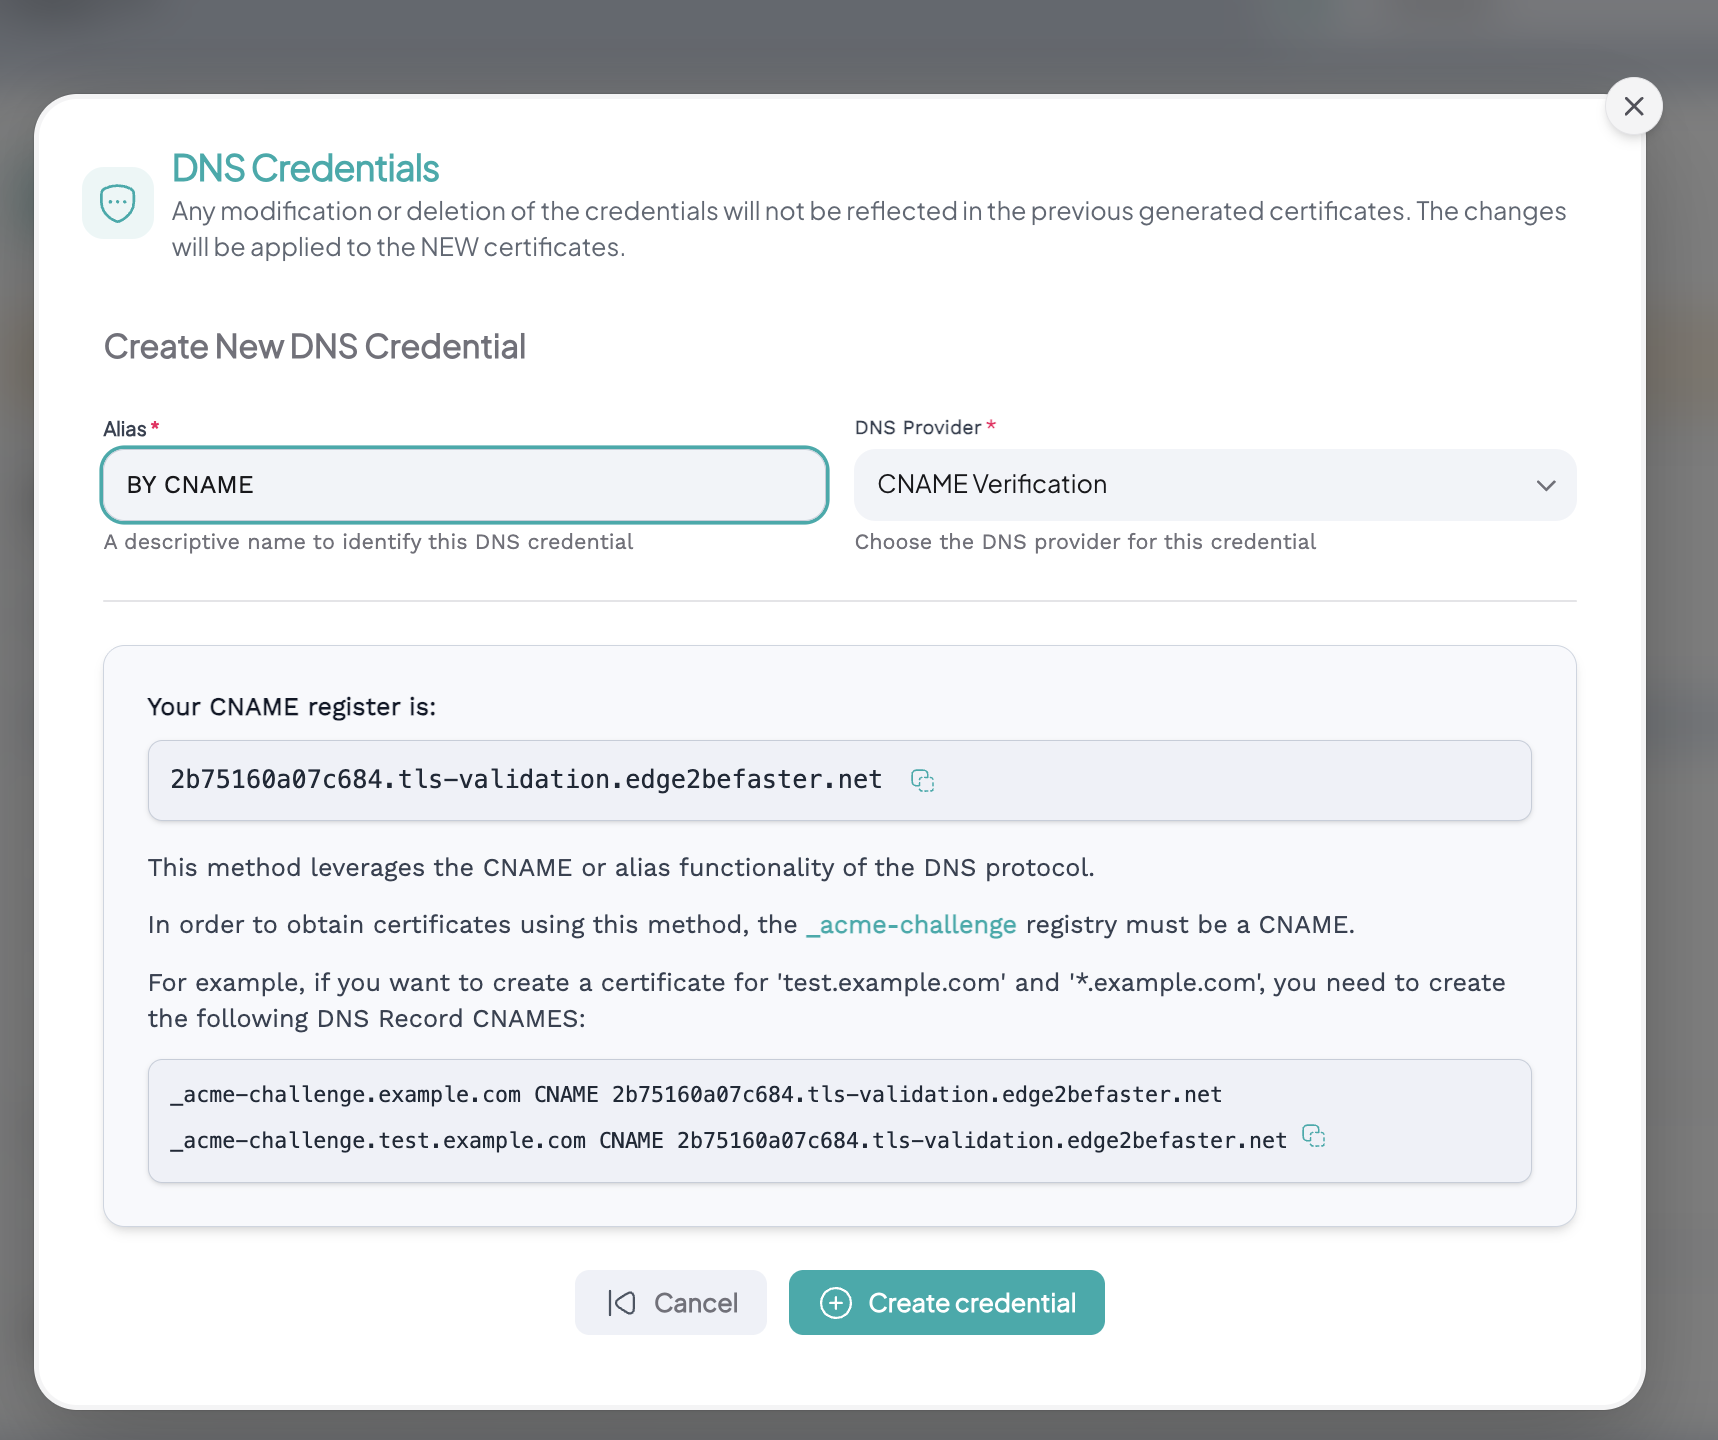 DNS Credentials
Any modification or deletion of the credentials will not be reflected in the previous generated certificates. The changes
will be applied to the NEW certificates.
Create New DNS Credential
Alias *
DNS Provider *
BY CNAME
CNAME Verification
A descriptive name to identify this DNS credential
Choose the DNS provider for this credential
Your CNAME register is:
2b75160a07c684.tls-validation.edge2befaster.net
This method leverages the CNAME or alias functionality of the DNS protocol.
In order to obtain certificates using this method, the _acme-challenge registry must be a CNAME.
For example, if you want to create a certificate for 'test.example.com' and '*.example.com', you need to create
the following DNS Record CNAMES:
_acme-challenge.example.com CNAME 2b75160a07c684.tls-validation.edge2befaster.net
_acme-challenge.test.example.com CNAME 2b75160a07c684.tls-validation.edge2befaster.net
Cancel
Create credential